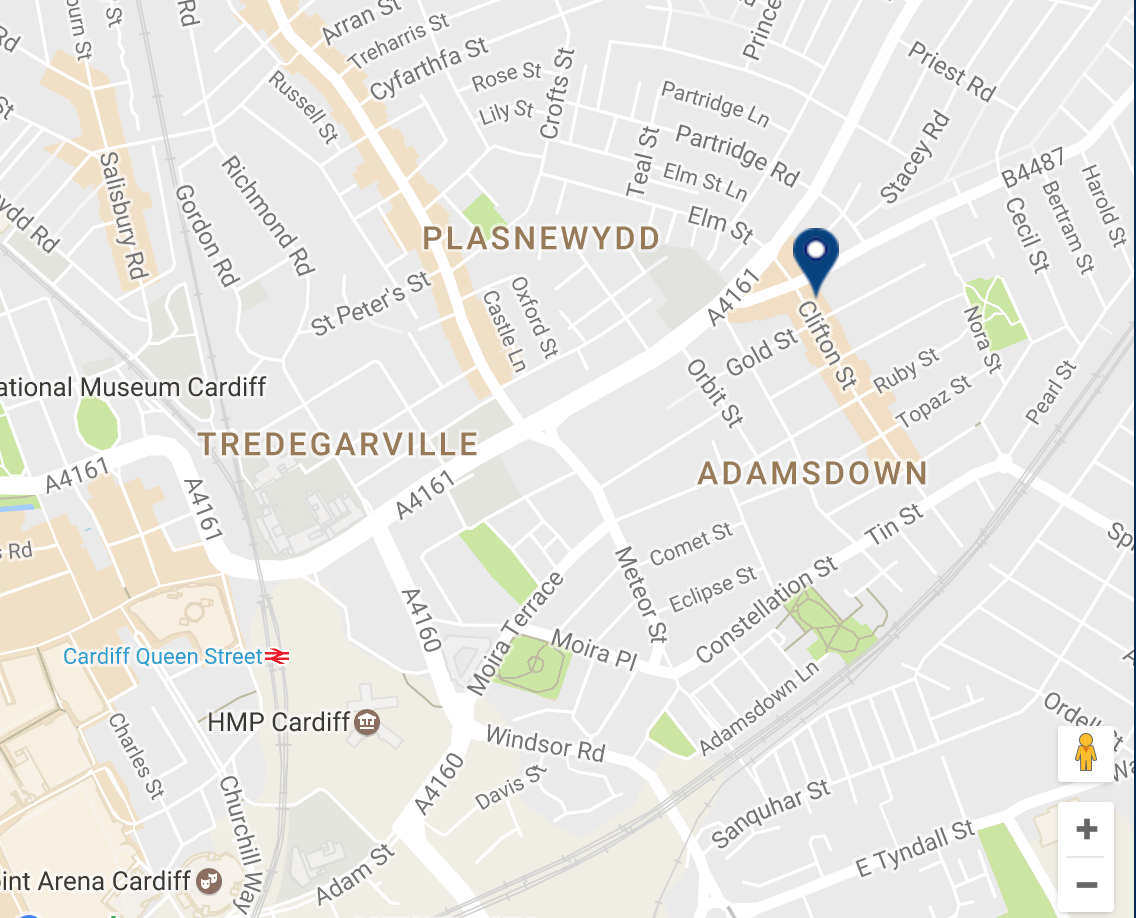 Arran St
Treharris St
Cyfarthfa St
Rose St
Lily St
Crofts St
Russell St
Salisbury Rd
Gordon Rd
Richmond Rd
St Peter's St
PLASNEWYDD
Castle Ln
Oxford St
Partridge Ln
Partridge Rd
Teal St
Elm St Ln
Elm St
Priest Rd
Stacey Rd
B4487
Harold St
Bertram St
Cecil St
A4161
Clifton St
Gold St
Orbit St
Ruby St
Topaz St
Nora St
Pearl St
ational Museum Cardiff
TREDEGARVILLE
ADAMSDOWN
A4161
A4161
A4161
s Rd
Tin St
Comet St
Eclipse St
Constellation St
Meteor St
A4160
Moira Terrace
Moira Pl
Cardiff Queen Street
HMP Cardiff
Adamsdown Ln
Windsor Rd
Davis St
A4160
Charles St
Churchill Way
Adam St
Sanquhar St
E Tyndall St
int Arena Cardiff
+
−